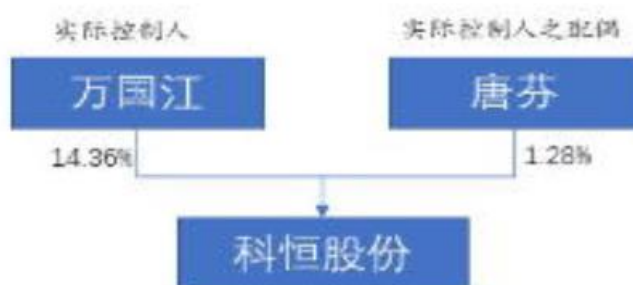 实际控制人
实际控制人之配偶
万国江
唐芬
14.36%
1.28%
科恒股份